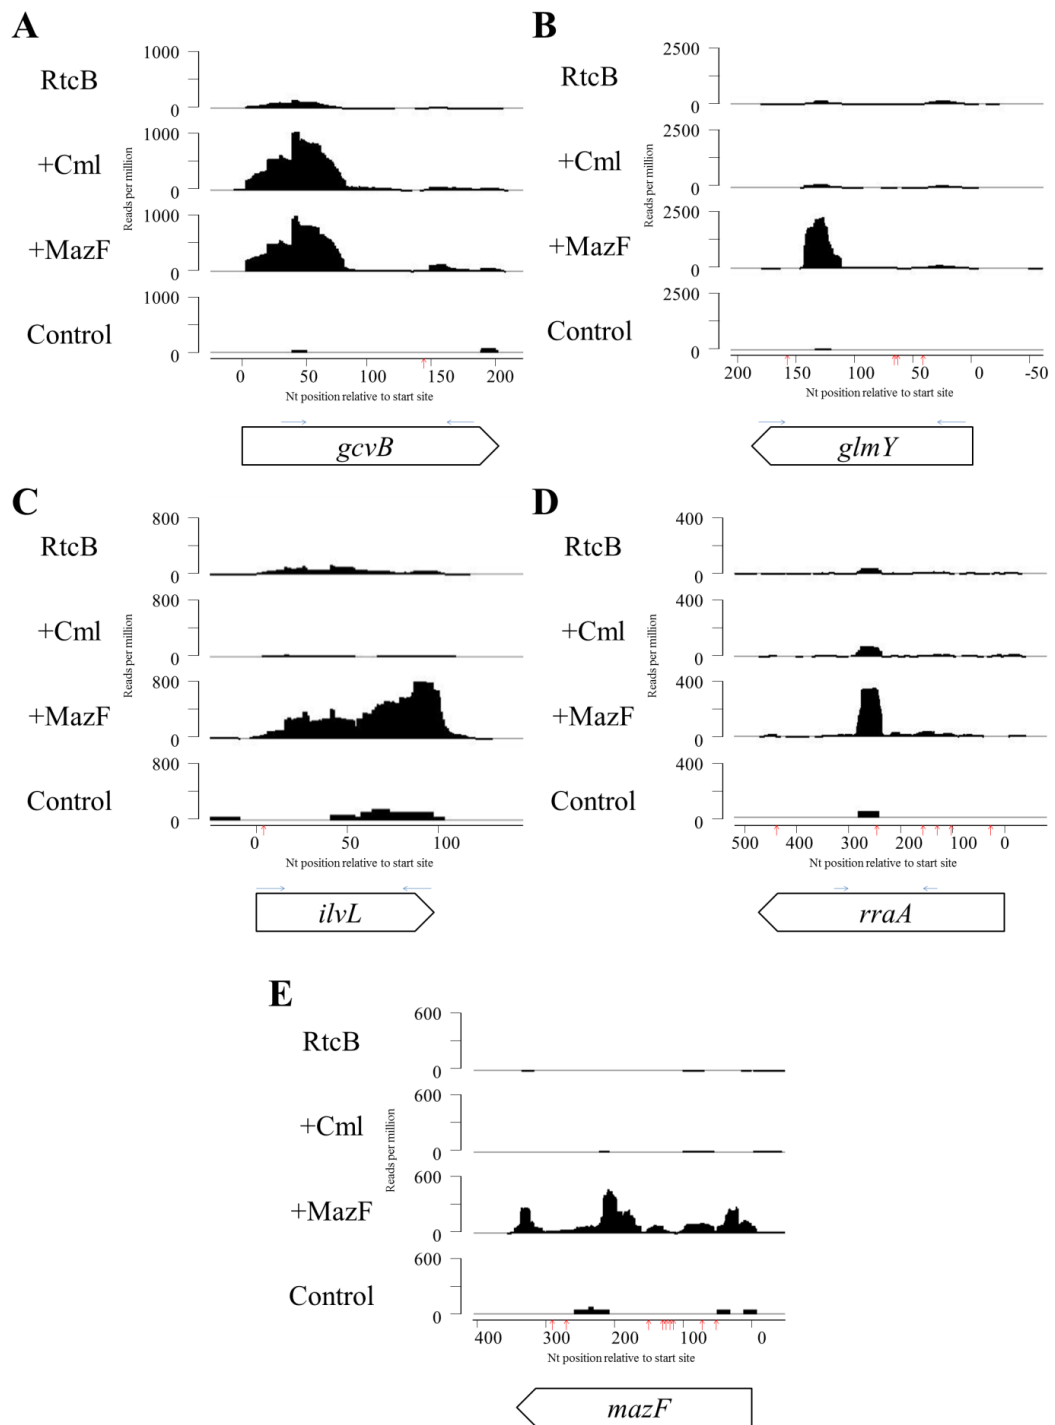 A
RtcB
+Cml
+MazF
Control
1000
0
1000
0
1000
0
1000
0
Reads per million
0 50 100 150 200
Nt position relative to start site
gcvB
B
RtcB
+Cml
+MazF
Control
2500
0
2500
0
2500
0
2500
0
Reads per million
200 150 100 50 0 -50
Nt position relative to start site
glmY
C
RtcB
+Cml
+MazF
Control
800
0
800
0
800
0
800
0
Reads per million
0 50 100
Nt position relative to start site
ilvL
D
RtcB
+Cml
+MazF
Control
400
0
400
0
400
0
400
0
Reads per million
500 400 300 200 100 0
Nt position relative to start site
rraA
E
RtcB
+Cml
+MazF
Control
600
0
600
0
600
0
600
0
Reads per million
400 300 200 100 0
Nt position relative to start site
mazF